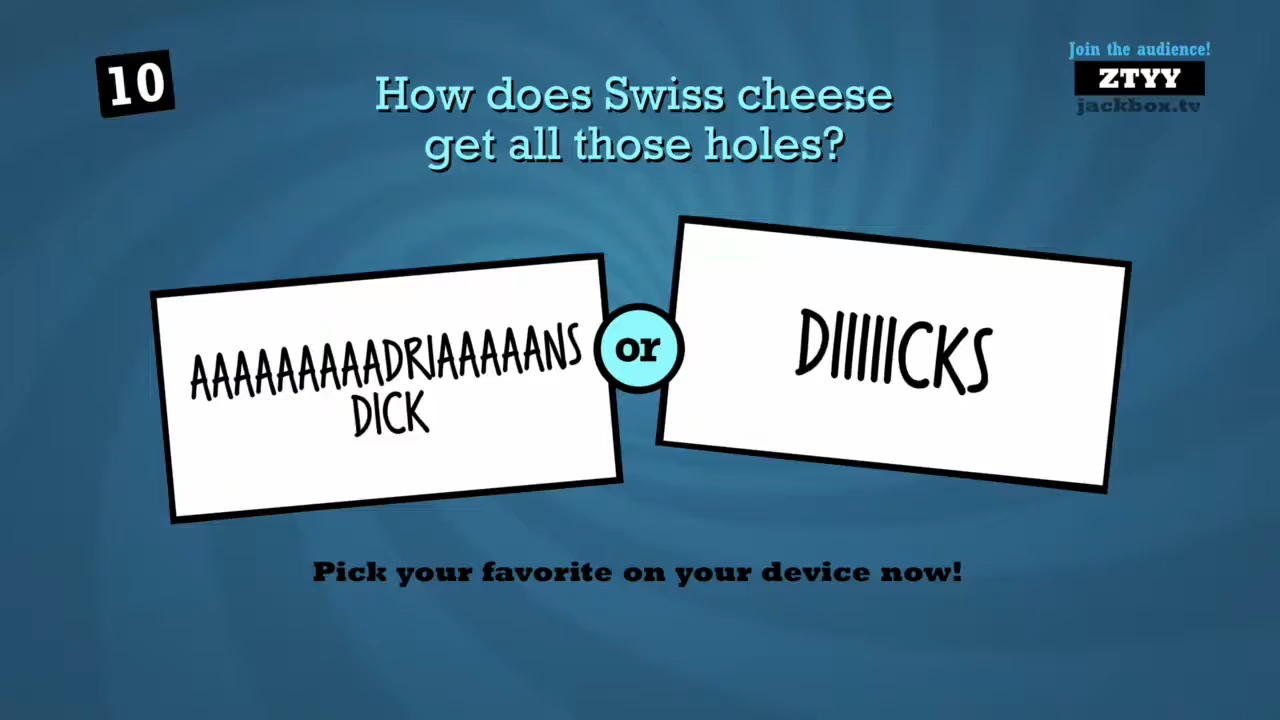 10
Join the audience!
ZTYY
jackbox.tv
How does Swiss cheese
get all those holes?
AAAAAAAAADRIAAAAANS
DICK
or
DIIIIIICKS
Pick your favorite on your device now!